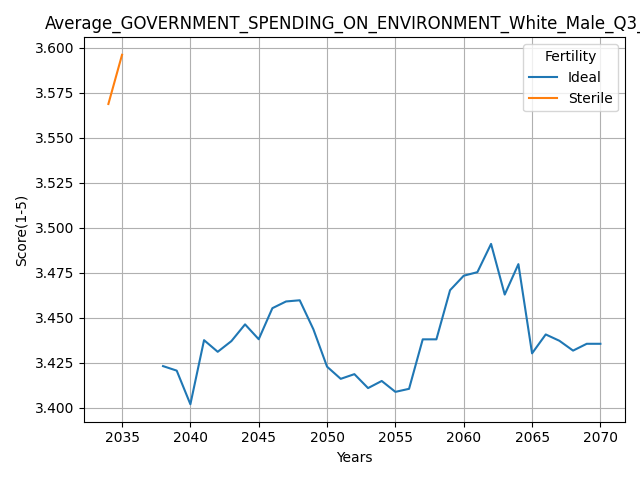 Average_GOVERNMENT_SPENDING_ON_ENVIRONMENT_White_Male_Q3_
Fertility
Ideal
Sterile
3.600
3.575
3.550
3.525
3.500
3.475
3.450
3.425
3.400
Score(1-5)
2035 2040 2045 2050 2055 2060 2065 2070
Years